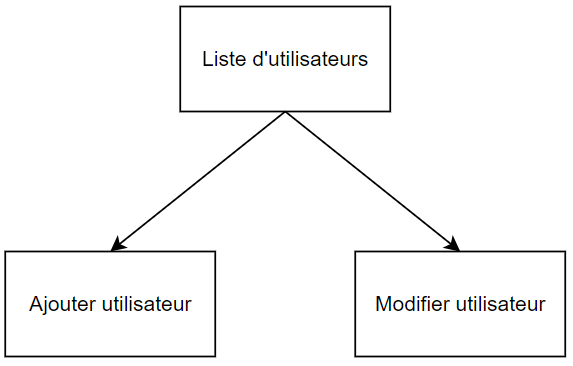 Liste d'utilisateurs
Ajouter utilisateur
Modifier utilisateur